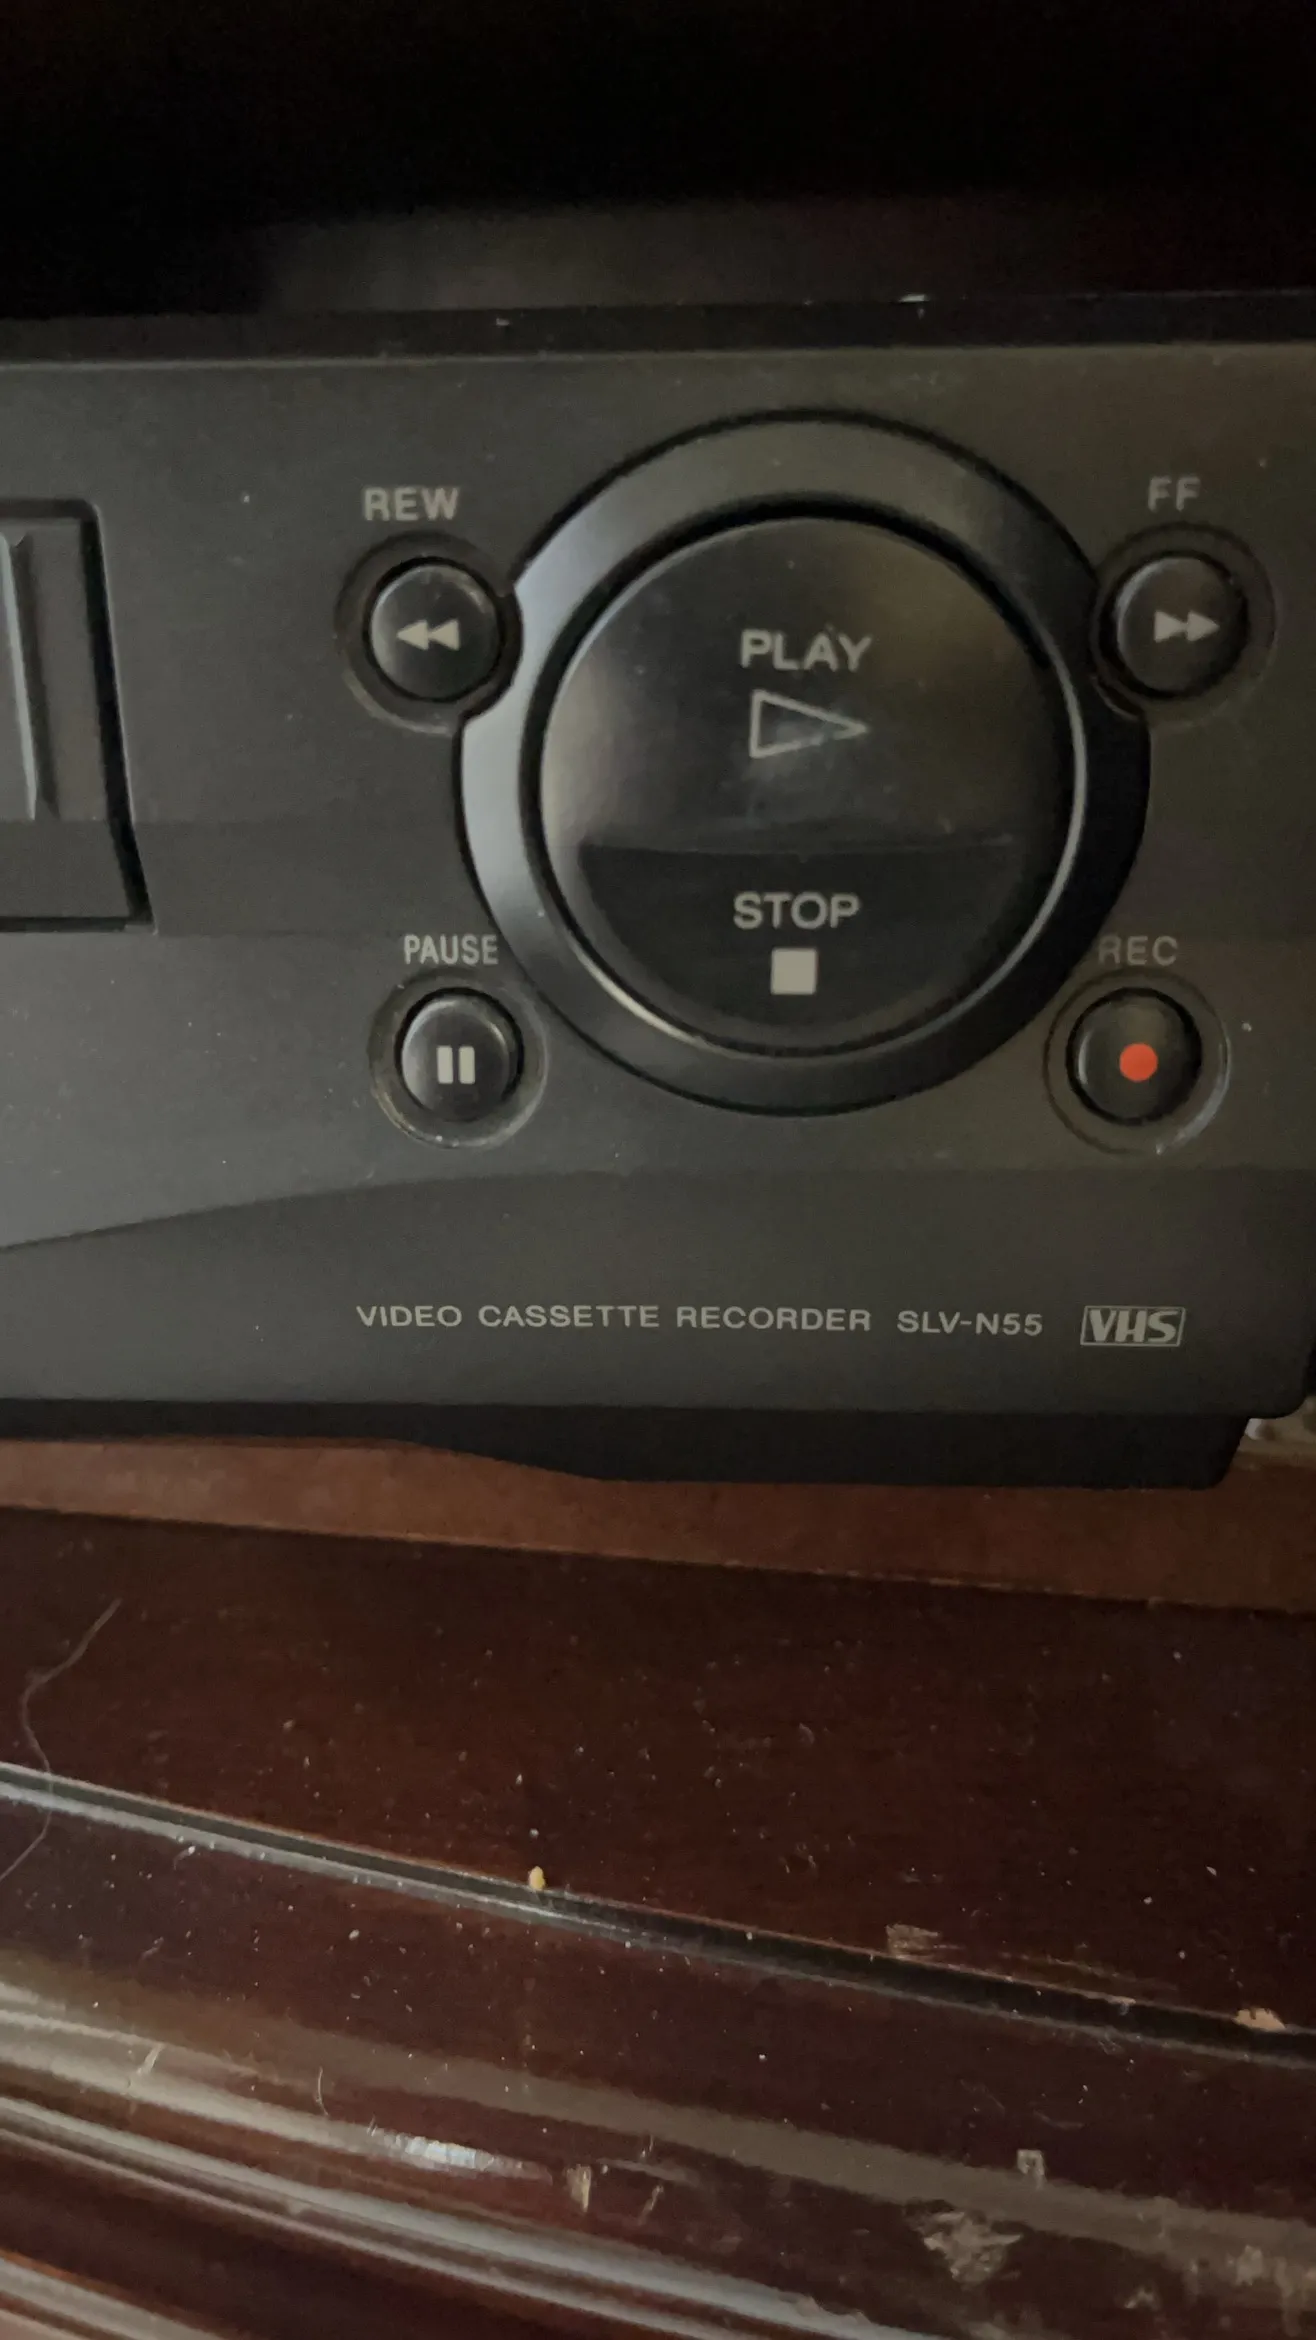 REW
FF
PLAY
STOP
PAUSE
REC
VIDEO CASSETTE RECORDER SLV-N55 VHS